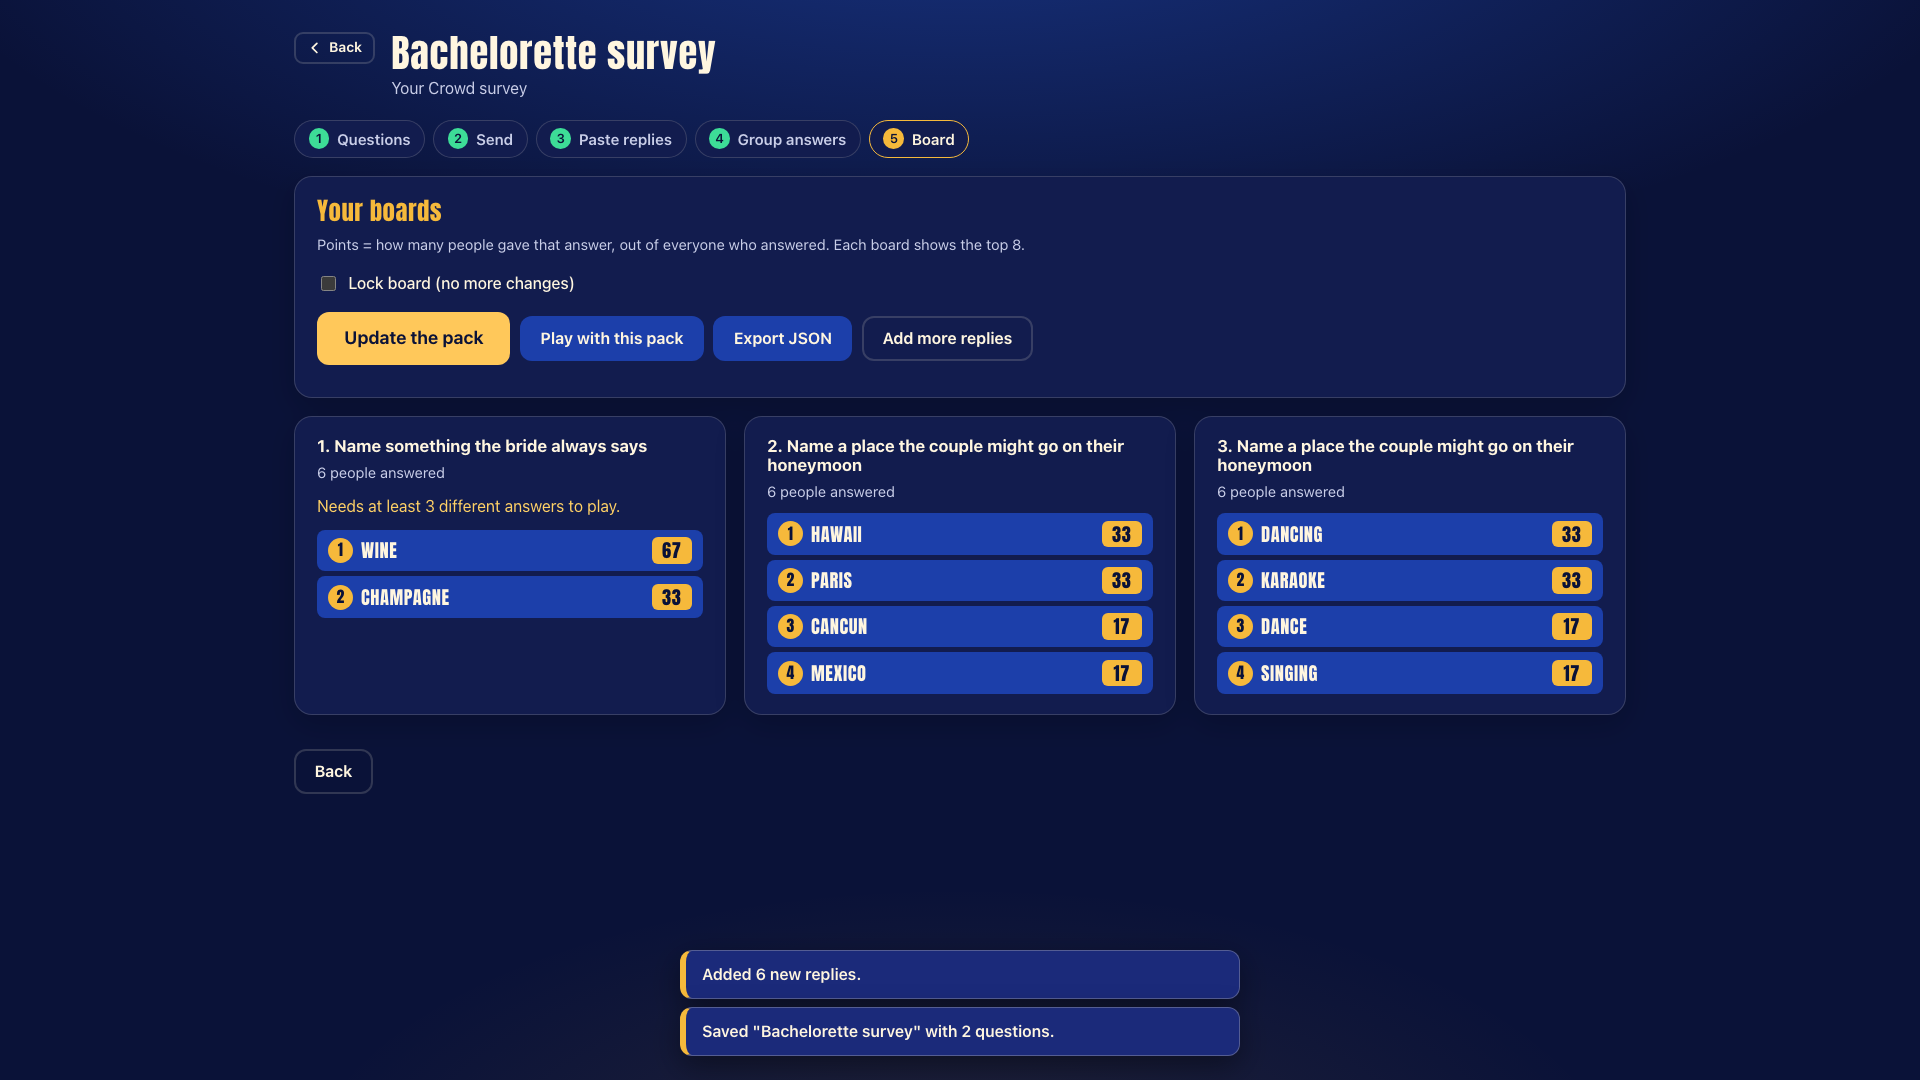 Back
Bachelorette survey
Your Crowd survey
1 Questions
2 Send
3 Paste replies
4 Group answers
5 Board
Your boards
Points = how many people gave that answer, out of everyone who answered. Each board shows the top 8.
Lock board (no more changes)
Update the pack
Play with this pack
Export JSON
Add more replies
1. Name something the bride always says
6 people answered
Needs at least 3 different answers to play.
1 WINE 67
2 CHAMPAGNE 33
2. Name a place the couple might go on their
honeymoon
6 people answered
1 HAWAII 33
2 PARIS 33
3 CANCUN 17
4 MEXICO 17
3. Name a place the couple might go on their
honeymoon
6 people answered
1 DANCING 33
2 KARAOKE 33
3 DANCE 17
4 SINGING 17
Back
Added 6 new replies.
Saved "Bachelorette survey" with 2 questions.